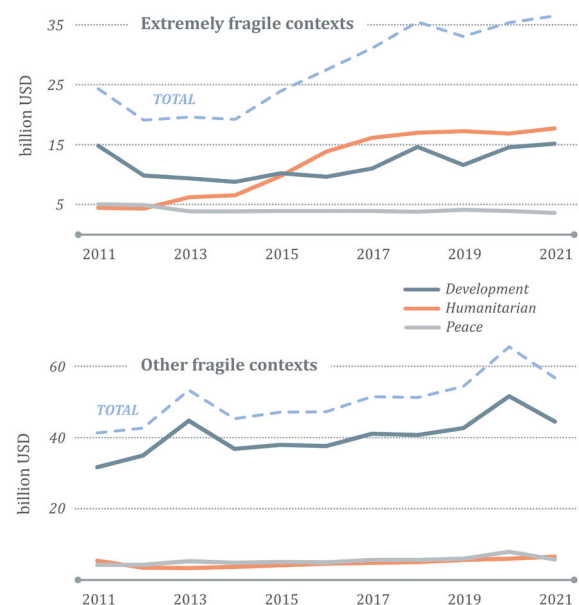 Extremely fragile contexts
35
25
15
5
billion USD
TOTAL
2011 2013 2015 2017 2019 2021
Development
Humanitarian
Peace
Other fragile contexts
60
40
20
billion USD
TOTAL
2011 2013 2015 2017 2019 2021